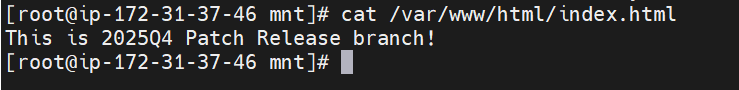 [root@ip-172-31-37-46 mnt]# cat /var/www/html/index.html
This is 2025Q4 Patch Release branch!
[root@ip-172-31-37-46 mnt]#